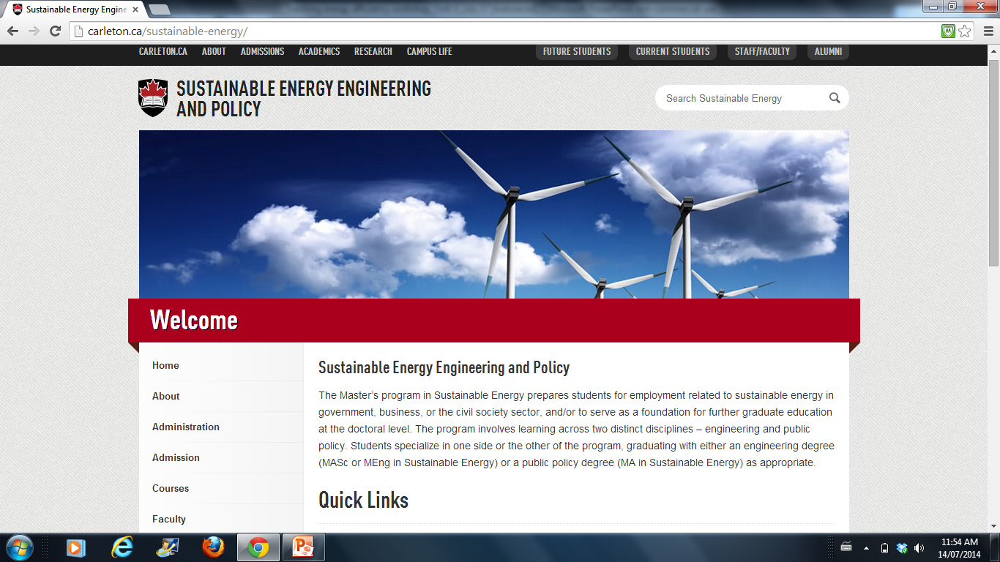 Sustainable Energy Engine
carleton.ca/sustainable-energy/
CARLETON.CA ABOUT ADMISSIONS ACADEMICS RESEARCH CAMPUS LIFE FUTURE STUDENTS CURRENT STUDENTS STAFF/FACULTY ALUMNI
SUSTAINABLE ENERGY ENGINEERING
AND POLICY
Search Sustainable Energy
Welcome
Home
About
Administration
Admission
Courses
Faculty
Sustainable Energy Engineering and Policy
The Master's program in Sustainable Energy prepares students for employment related to sustainable energy in
government, business, or the civil society sector, and/or to serve as a foundation for further graduate education
at the doctoral level. The program involves learning across two distinct disciplines – engineering and public
policy. Students specialize in one side or the other of the program, graduating with either an engineering degree
(MASc or MEng in Sustainable Energy) or a public policy degree (MA in Sustainable Energy) as appropriate.
Quick Links
11:54 AM
14/07/2014